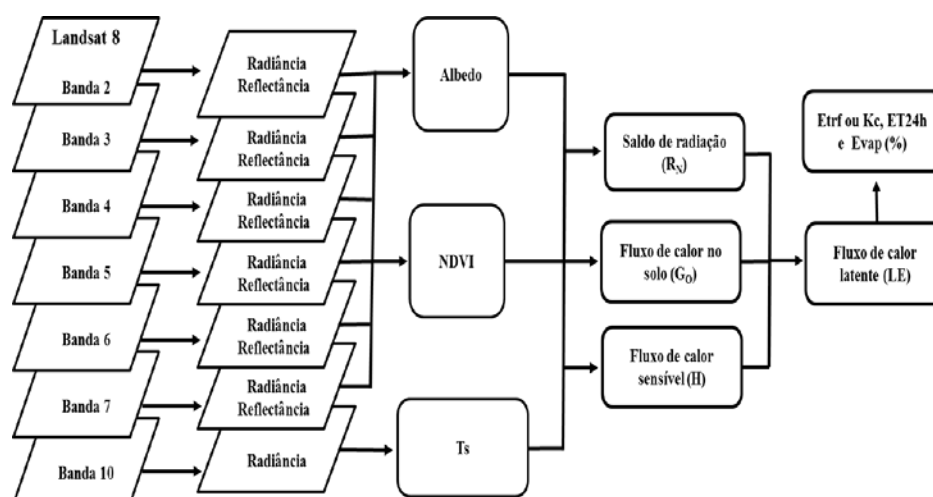 Landsat 8
Banda 2
Banda 3
Banda 4
Banda 5
Banda 6
Banda 7
Banda 10
Radiância
Reflectância
Radiância
Reflectância
Radiância
Reflectância
Radiância
Reflectância
Radiância
Reflectância
Radiância
Reflectância
Radiância
Albedo
NDVI
Ts
Saldo de radiação
(RN)
Fluxo de calor no
solo (GO)
Fluxo de calor
sensível (H)
Etrf ou Kc, ET24h
e Evap (%)
Fluxo de calor
latente (LE)